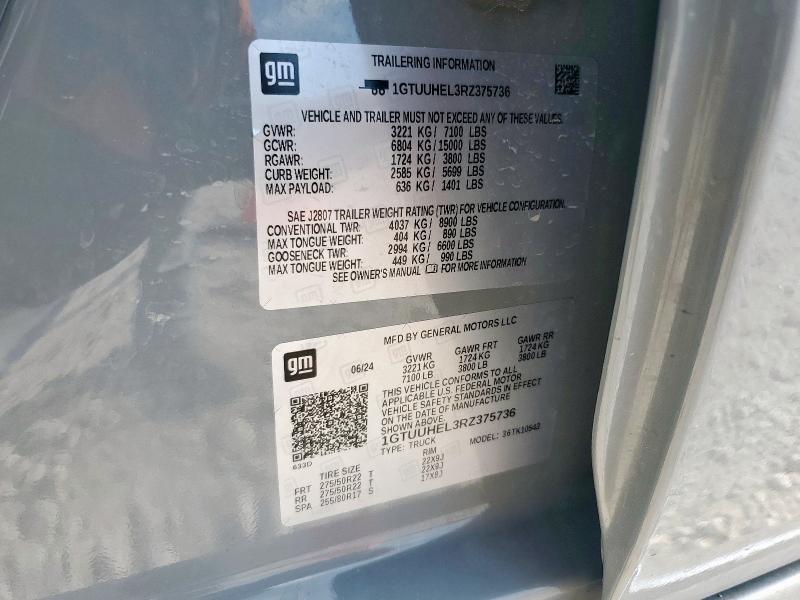 gm
TRAILERING INFORMATION
1GTUUHEL3RZ375736
VEHICLE AND TRAILER MUST NOT EXCEED ANY OF THESE VALUES.
GVWR: 3221 KG/ 7100 LBS
GCWR: 6804 KG/15000 LBS
RGAWR: 1724 KG/ 3800 LBS
CURB WEIGHT: 2585 KG/ 5699 LBS
MAX PAYLOAD: 636 KG/ 1401 LBS
SAE J2807 TRAILER WEIGHT RATING (TWR) FOR VEHICLE CONFIGURATION.
CONVENTIONAL TWR: 4037 KG/ 8900 LBS
MAX TONGUE WEIGHT: 404 KG/ 890 LBS
GOOSENECK TWR: 2994 KG/ 6600 LBS
MAX TONGUE WEIGHT: 449 KG/ 990 LBS
SEE OWNER'S MANUAL FOR MORE INFORMATION
gm
MFD BY GENERAL MOTORS LLC
06/24
GVWR GAWR FRT GAWR RR
3221KG 1724 KG 1724 KG
7100 LB 3800 LB 3800 LB
THIS VEHICLE CONFORMS TO ALL
APPLICABLE U.S. FEDERAL MOTOR
VEHICLE SAFETY STANDARDS IN EFFECT
ON THE DATE OF MANUFACTURE
SHOWN ABOVE.
1GTUUHEL3RZ375736
TYPE: TRUCK MODEL: 36TK10543
633D
TIRE SIZE RIM
FRT 275/50R22 T 22X9J
RR 275/50R22 T 22X9J
SPA 255/80R17 S 17X8J